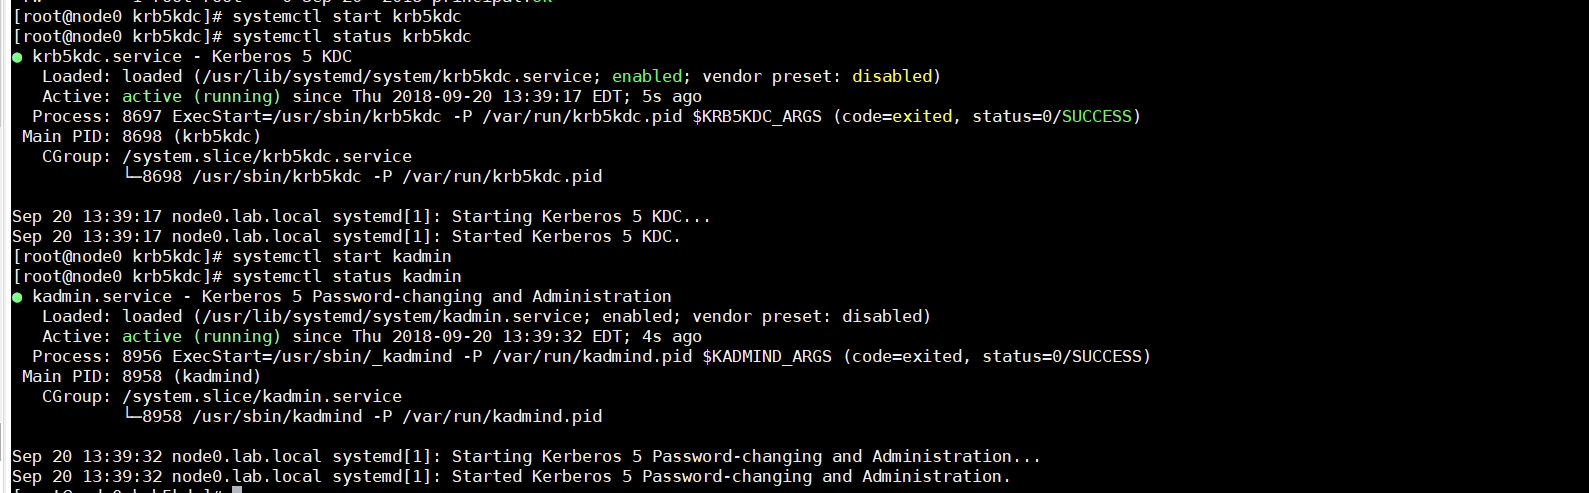 [root@node0 krb5kdc]# systemctl start krb5kdc
[root@node0 krb5kdc]# systemctl status krb5kdc
● krb5kdc.service - Kerberos 5 KDC
   Loaded: loaded (/usr/lib/systemd/system/krb5kdc.service; enabled; vendor preset: disabled)
   Active: active (running) since Thu 2018-09-20 13:39:17 EDT; 5s ago
  Process: 8697 ExecStart=/usr/sbin/krb5kdc -P /var/run/krb5kdc.pid $KRB5KDC_ARGS (code=exited, status=0/SUCCESS)
 Main PID: 8698 (krb5kdc)
   CGroup: /system.slice/krb5kdc.service
           └─8698 /usr/sbin/krb5kdc -P /var/run/krb5kdc.pid

Sep 20 13:39:17 node0.lab.local systemd[1]: Starting Kerberos 5 KDC...
Sep 20 13:39:17 node0.lab.local systemd[1]: Started Kerberos 5 KDC.
[root@node0 krb5kdc]# systemctl start kadmin
[root@node0 krb5kdc]# systemctl status kadmin
● kadmin.service - Kerberos 5 Password-changing and Administration
   Loaded: loaded (/usr/lib/systemd/system/kadmin.service; enabled; vendor preset: disabled)
   Active: active (running) since Thu 2018-09-20 13:39:32 EDT; 4s ago
  Process: 8956 ExecStart=/usr/sbin/_kadmind -P /var/run/kadmind.pid $KADMIND_ARGS (code=exited, status=0/SUCCESS)
 Main PID: 8958 (kadmind)
   CGroup: /system.slice/kadmin.service
           └─8958 /usr/sbin/kadmind -P /var/run/kadmind.pid

Sep 20 13:39:32 node0.lab.local systemd[1]: Starting Kerberos 5 Password-changing and Administration...
Sep 20 13:39:32 node0.lab.local systemd[1]: Started Kerberos 5 Password-changing and Administration.